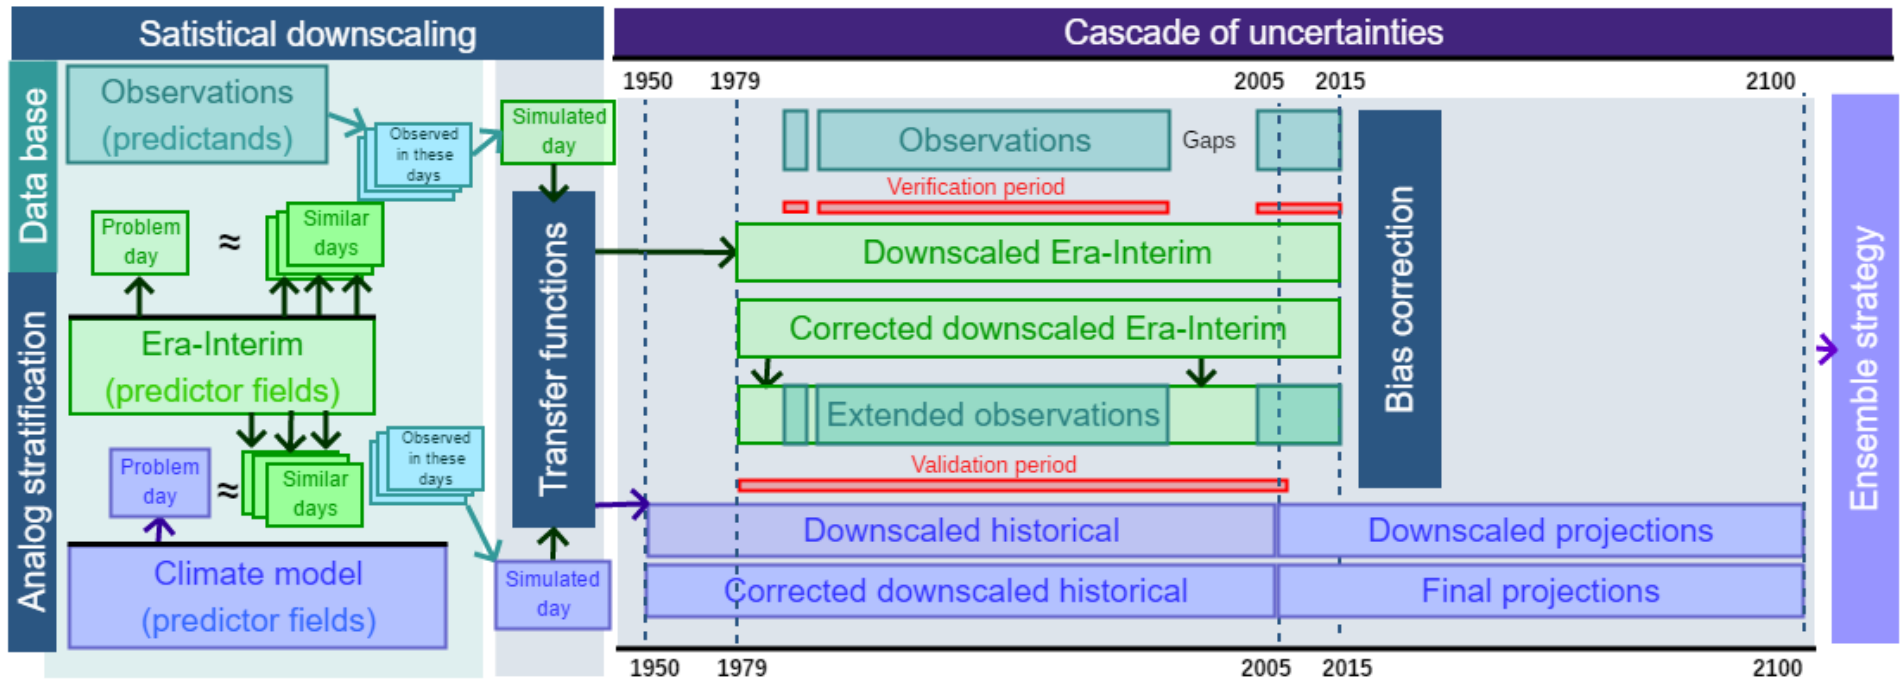 Satistical downscaling
Cascade of uncertainties
Data base
Analog stratification
Observations
(predictands)
Observed
in these
days
Simulated
day
Problem
day
≈
Similar
days
Era-Interim
(predictor fields)
Problem
day
≈
Similar
days
Observed
in these
days
Climate model
(predictor fields)
Simulated
day
Transfer functions
1950 1979 2005 2015 2100
Observations
Gaps
Verification period
Downscaled Era-Interim
Corrected downscaled Era-Interim
Extended observations
Validation period
Downscaled historical
Downscaled projections
Corrected downscaled historical
Final projections
Bias correction
1950 1979 2005 2015 2100
Ensemble strategy